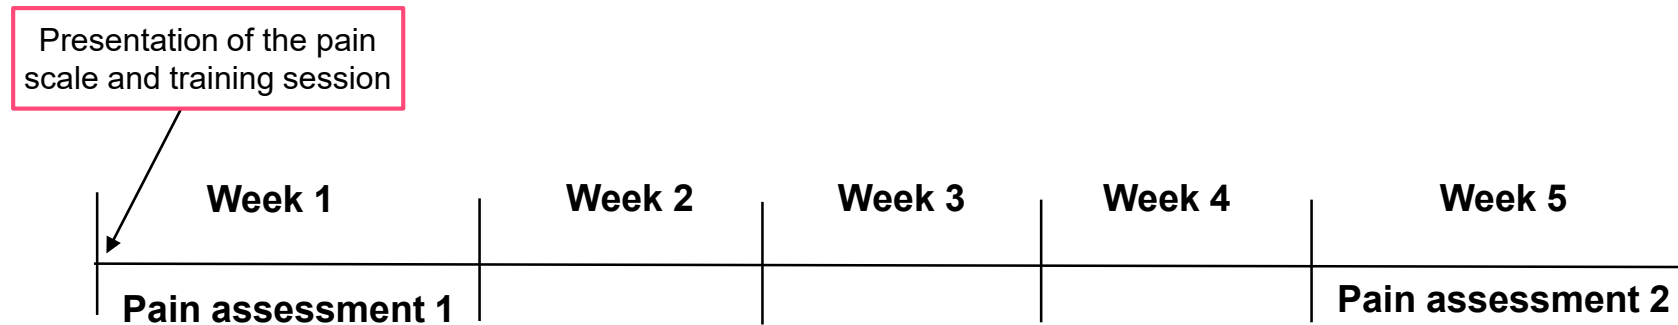 Presentation of the pain
scale and training session
Week 1
Week 2
Week 3
Week 4
Week 5
Pain assessment 1
Pain assessment 2